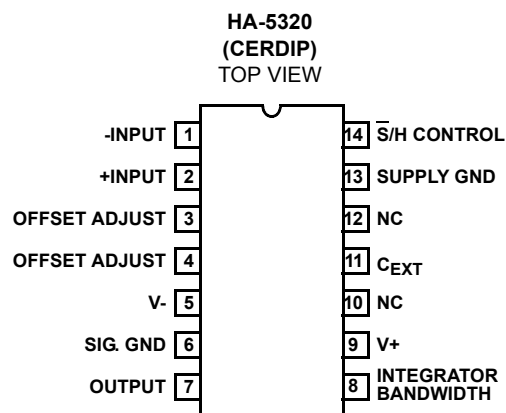 HA-5320
(CERDIP)
TOP VIEW
-INPUT 1
+INPUT 2
OFFSET ADJUST 3
OFFSET ADJUST 4
V- 5
SIG. GND 6
OUTPUT 7
14 S̅/H CONTROL
13 SUPPLY GND
12 NC
11 C_EXT
10 NC
9 V+
8 INTEGRATOR
BANDWIDTH